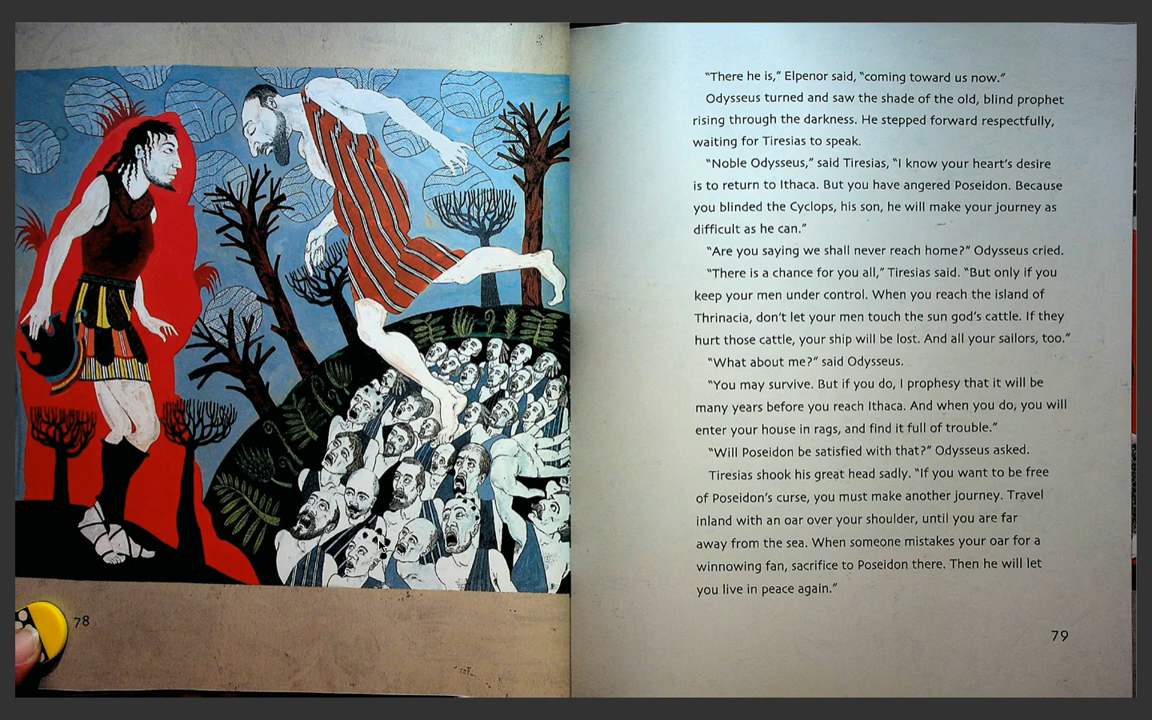 "There he is," Elpenor said, "coming toward us now."
Odysseus turned and saw the shade of the old, blind prophet
rising through the darkness. He stepped forward respectfully,
waiting for Tiresias to speak.
"Noble Odysseus," said Tiresias, "I know your heart's desire
is to return to Ithaca. But you have angered Poseidon. Because
you blinded the Cyclops, his son, he will make your journey as
difficult as he can."
"Are you saying we shall never reach home?" Odysseus cried.
"There is a chance for you all," Tiresias said. "But only if you
keep your men under control. When you reach the island of
Thrinacia, don't let your men touch the sun god's cattle. If they
hurt those cattle, your ship will be lost. And all your sailors, too."
"What about me?" said Odysseus.
"You may survive. But if you do, I prophesy that it will be
many years before you reach Ithaca. And when you do, you will
enter your house in rags, and find it full of trouble."
"Will Poseidon be satisfied with that?" Odysseus asked.
Tiresias shook his great head sadly. "If you want to be free
of Poseidon's curse, you must make another journey. Travel
inland with an oar over your shoulder, until you are far
away from the sea. When someone mistakes your oar for a
winnowing fan, sacrifice to Poseidon there. Then he will let
you live in peace again."
78
79